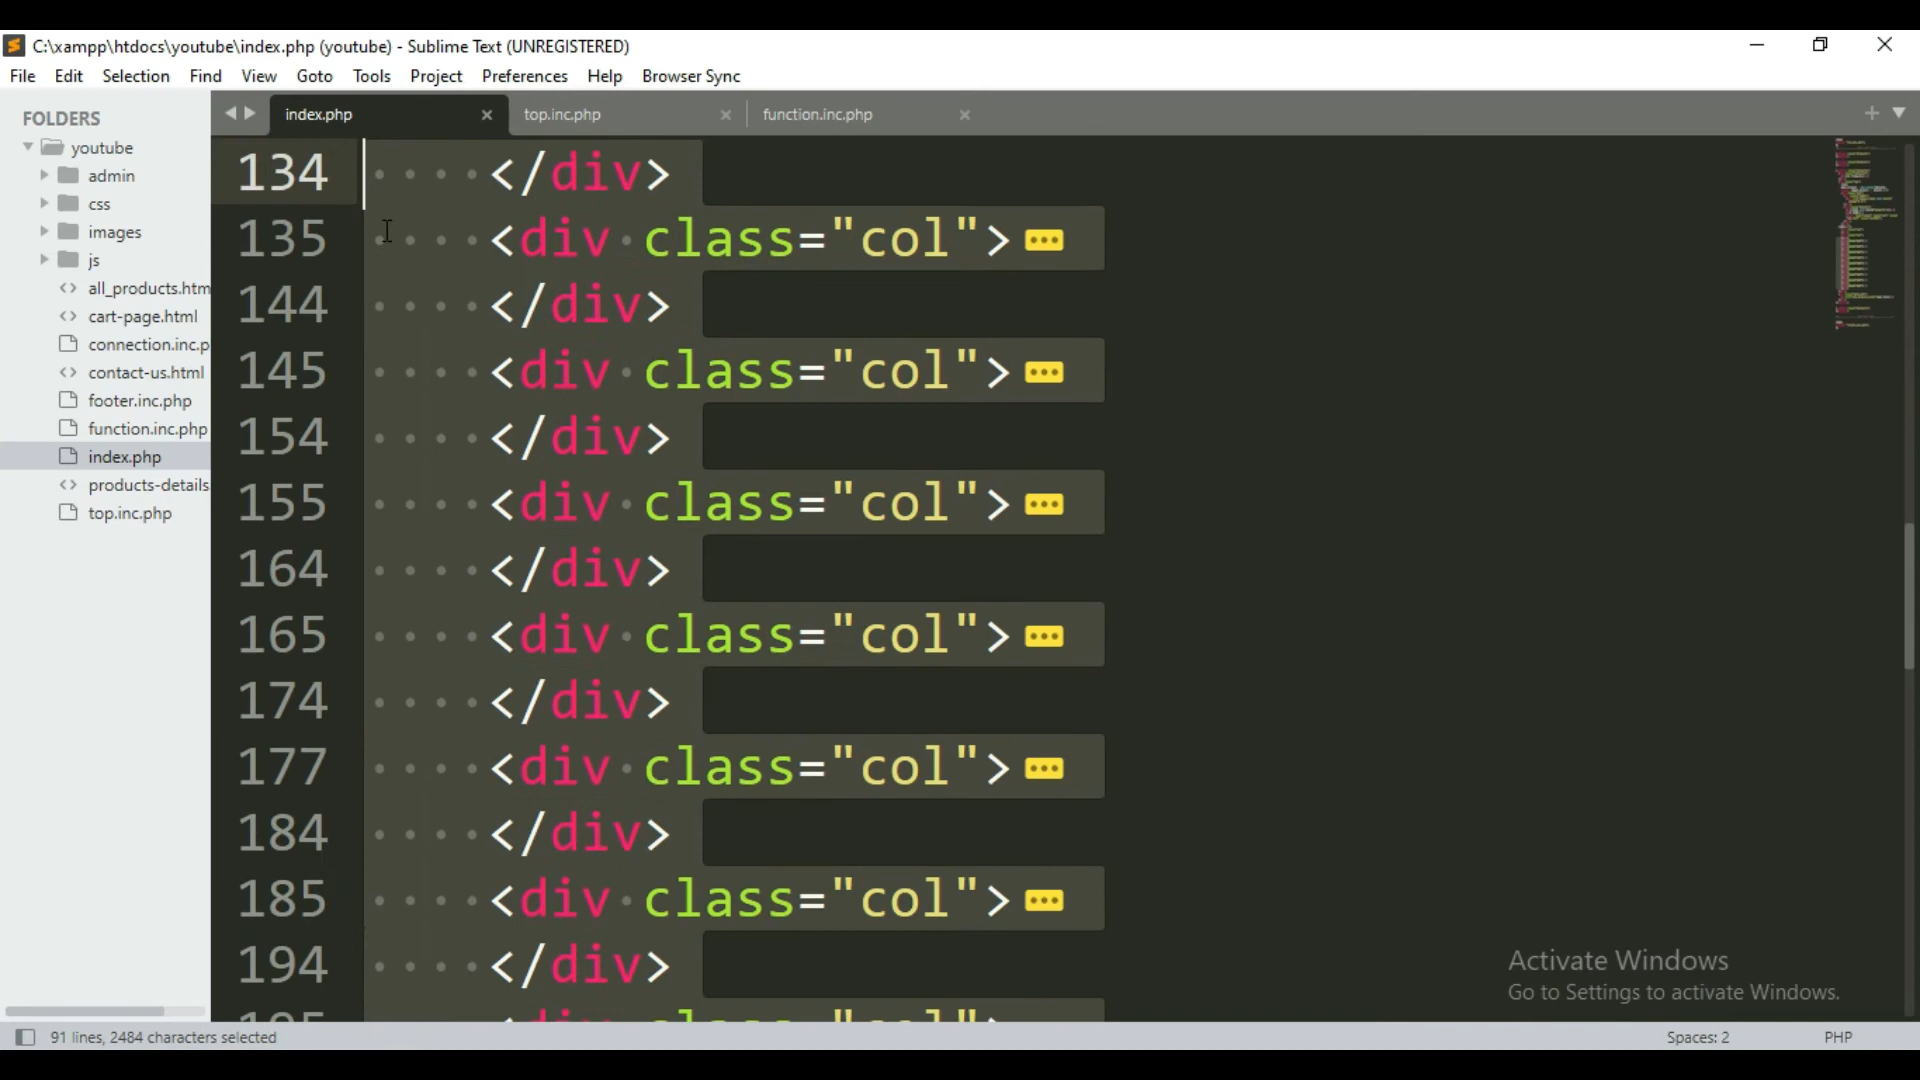 C:\xampp\htdocs\youtube\index.php (youtube) - Sublime Text (UNREGISTERED)
File Edit Selection Find View Goto Tools Project Preferences Help Browser Sync
FOLDERS
youtube
admin
css
images
js
all_products.htm
cart-page.html
connection.inc.p
contact-us.html
footer.inc.php
function.inc.php
index.php
products-details
top.inc.php
index.php top.inc.php function.inc.php
134 </div>
135 <div class="col">
144 </div>
145 <div class="col">
154 </div>
155 <div class="col">
164 </div>
165 <div class="col">
174 </div>
177 <div class="col">
184 </div>
185 <div class="col">
194 </div>
Activate Windows
Go to Settings to activate Windows.
91 lines, 2484 characters selected Spaces: 2 PHP